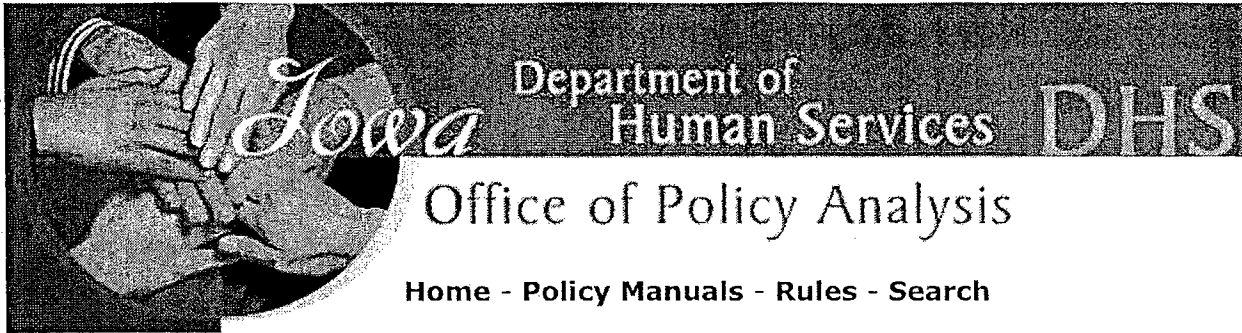 Iowa
Department of
Human Services
DHS
Office of Policy Analysis
Home - Policy Manuals - Rules - Search